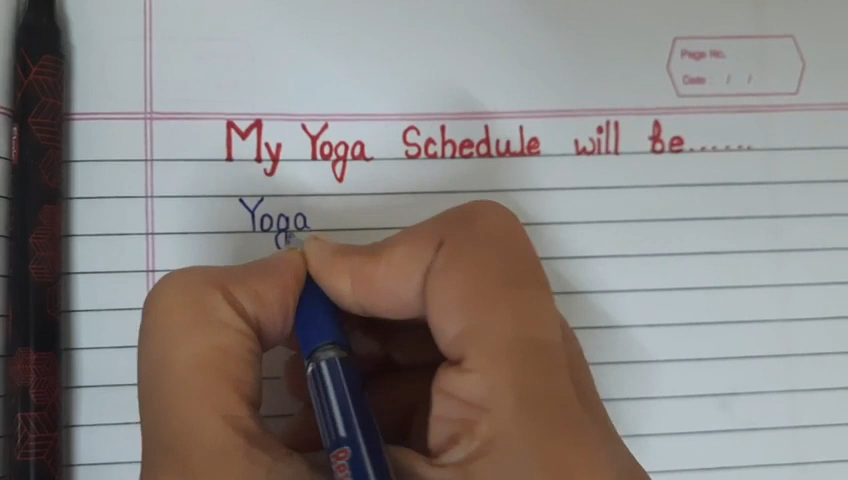 Page No.
Date / /
My Yoga Schedule will be......
Yoga